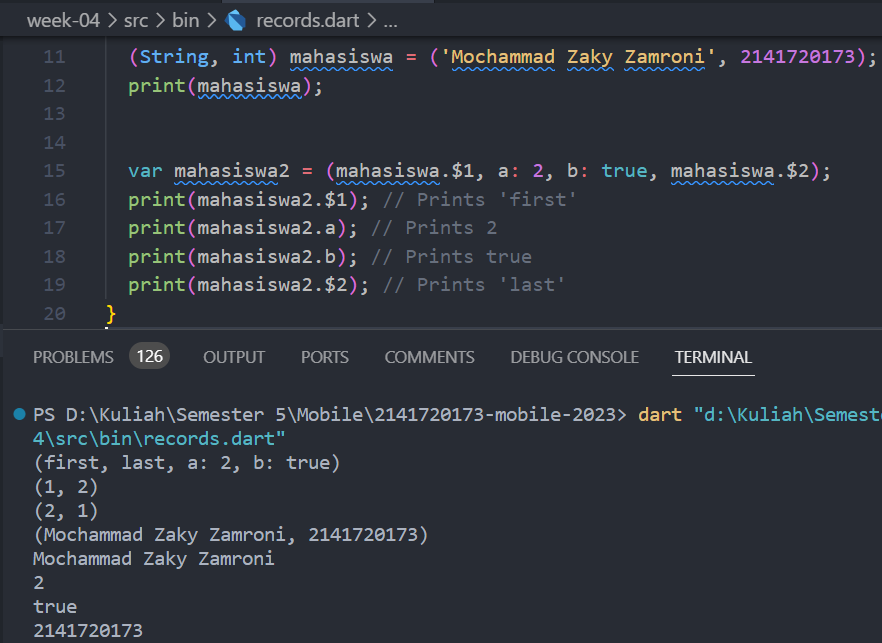 week-04 > src > bin > records.dart > ...
11 (String, int) mahasiswa = ('Mochammad Zaky Zamroni', 2141720173);
12 print(mahasiswa);
13
14
15 var mahasiswa2 = (mahasiswa.$1, a: 2, b: true, mahasiswa.$2);
16 print(mahasiswa2.$1); // Prints 'first'
17 print(mahasiswa2.a); // Prints 2
18 print(mahasiswa2.b); // Prints true
19 print(mahasiswa2.$2); // Prints 'last'
20 }
PROBLEMS 126 OUTPUT PORTS COMMENTS DEBUG CONSOLE TERMINAL
PS D:\Kuliah\Semester 5\Mobile\2141720173-mobile-2023> dart "d:\Kuliah\Semeste
4\src\bin\records.dart"
(first, last, a: 2, b: true)
(1, 2)
(2, 1)
(Mochammad Zaky Zamroni, 2141720173)
Mochammad Zaky Zamroni
2
true
2141720173